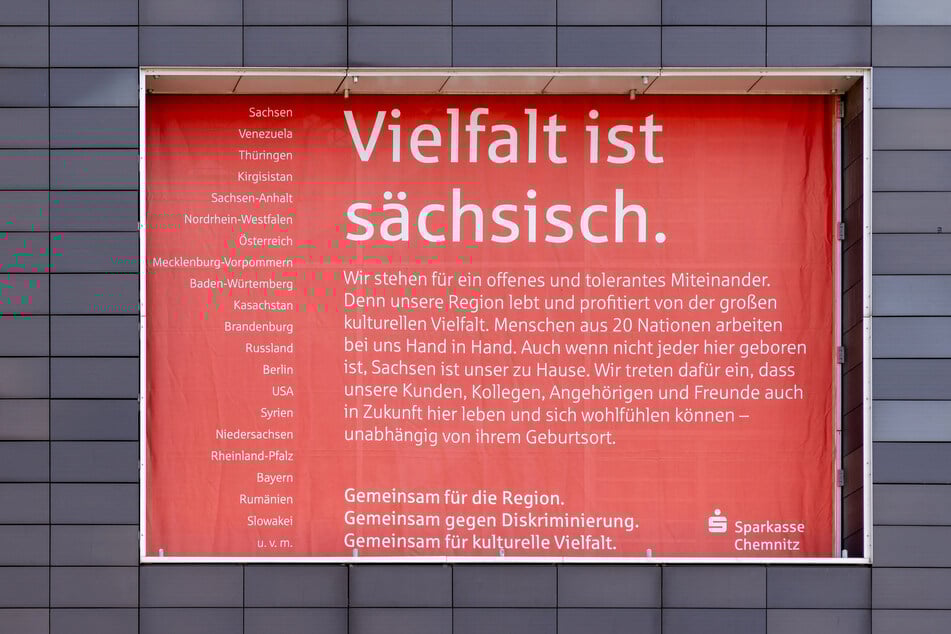 Sachsen
Venezuela
Thüringen
Kirgisistan
Sachsen-Anhalt
Nordrhein-Westfalen
Österreich
Mecklenburg-Vorpommern
Baden-Würtemberg
Kasachstan
Brandenburg
Russland
Berlin
USA
Syrien
Niedersachsen
Rheinland-Pfalz
Bayern
Rumänien
Slowakei
u. v. m.
Vielfalt ist
sächsisch.
Wir stehen für ein offenes und tolerantes Miteinander.
Denn unsere Region lebt und profitiert von der großen
kulturellen Vielfalt. Menschen aus 20 Nationen arbeiten
bei uns Hand in Hand. Auch wenn nicht jeder hier geboren
ist, Sachsen ist unser zu Hause. Wir treten dafür ein, dass
unsere Kunden, Kollegen, Angehörigen und Freunde auch
in Zukunft hier leben und sich wohlfühlen können –
unabhängig von ihrem Geburtsort.
Gemeinsam für die Region.
Gemeinsam gegen Diskriminierung.
Gemeinsam für kulturelle Vielfalt.
Sparkasse
Chemnitz